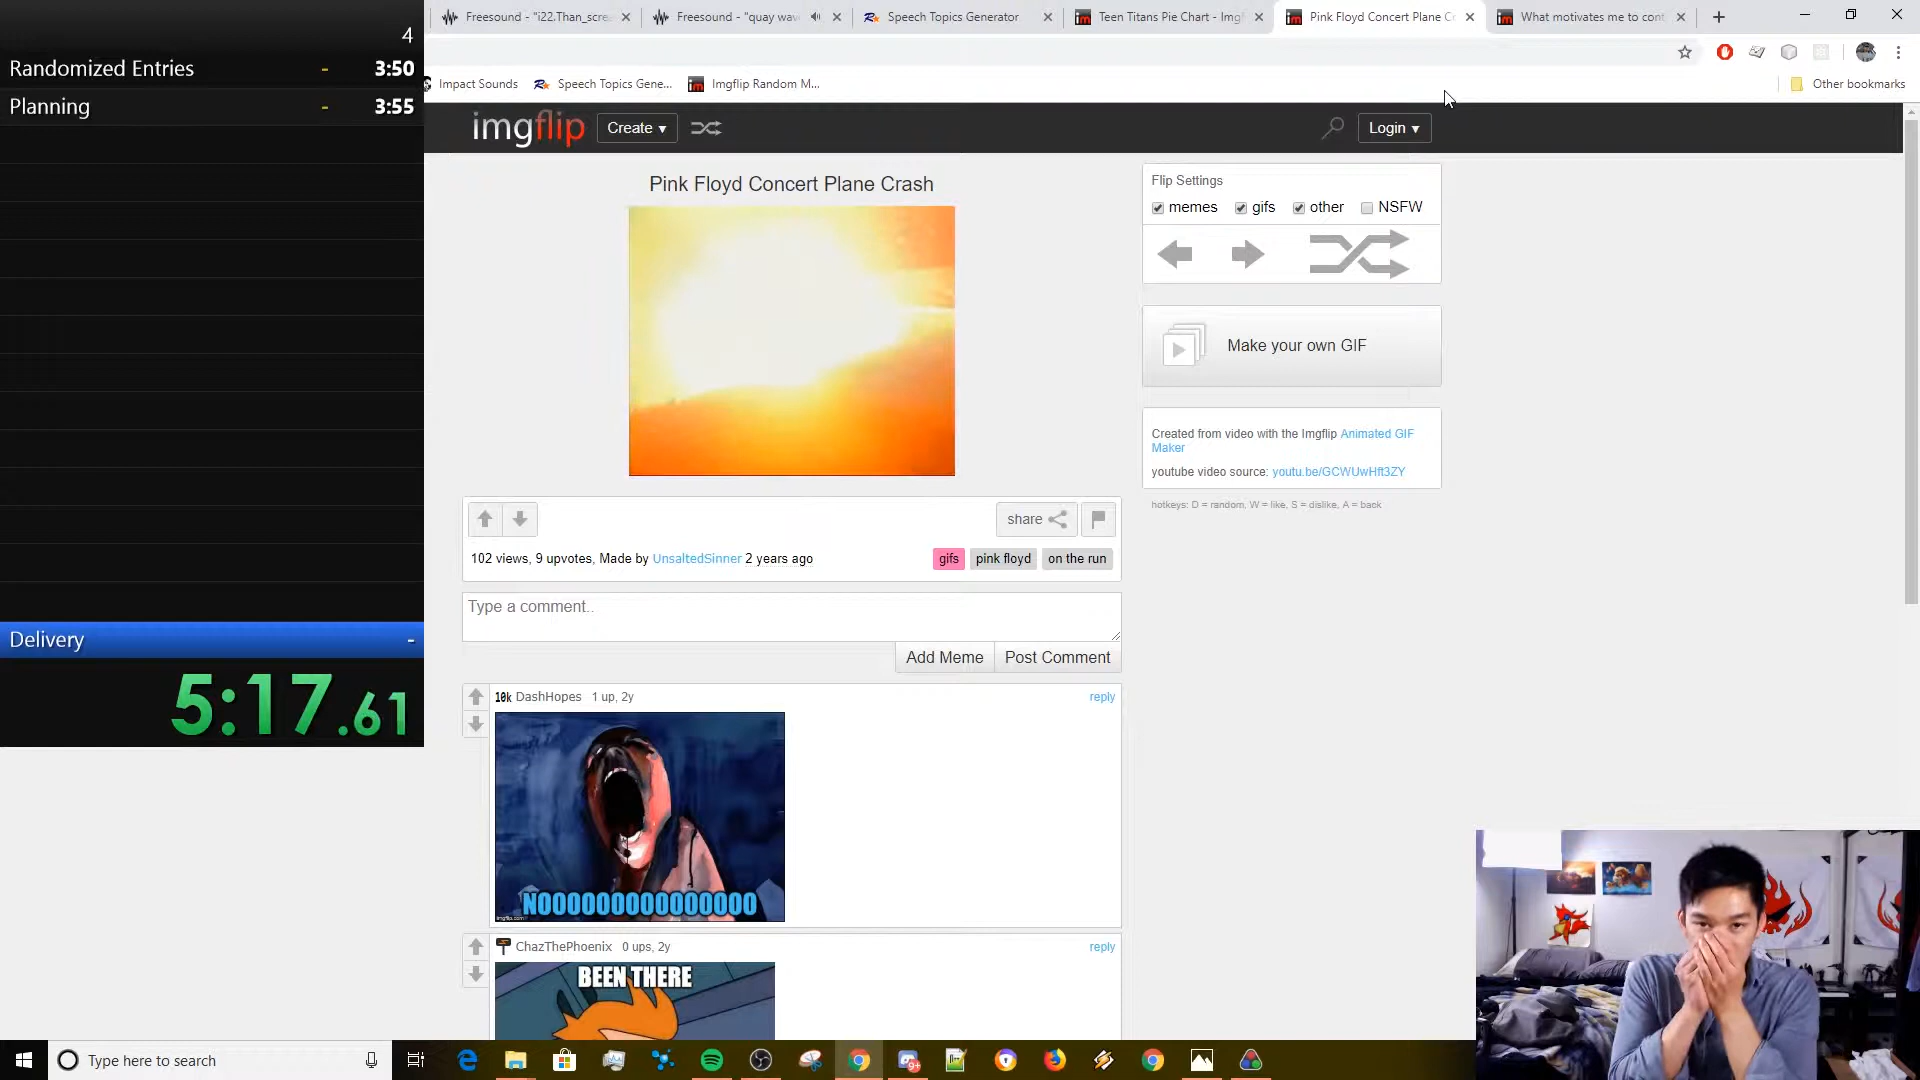 4
Randomized Entries - 3:50
Planning - 3:55
Delivery -
5:17.61
Freesound - "i22.Than_scre
Freesound - "quay wav
Speech Topics Generator
Teen Titans Pie Chart - Imgf
Pink Floyd Concert Plane C
What motivates me to cont
Impact Sounds
Speech Topics Gene...
Imgflip Random M...
Other bookmarks
imgflip
Create ▾
Login ▾
Pink Floyd Concert Plane Crash
Flip Settings
memes gifs other NSFW
Make your own GIF
Created from video with the Imgflip Animated GIF
Maker
youtube video source: youtu.be/GCWUwHft3ZY
hotkeys: D = random, W = like, S = dislike, A = back
share
102 views, 9 upvotes, Made by UnsaltedSinner 2 years ago
gifs pink floyd on the run
Type a comment..
Add Meme
Post Comment
10k DashHopes 1 up, 2y reply
NOOOOOOOOOOOOOO
imgflip.com
ChazThePhoenix 0 ups, 2y reply
BEEN THERE
Type here to search
9+